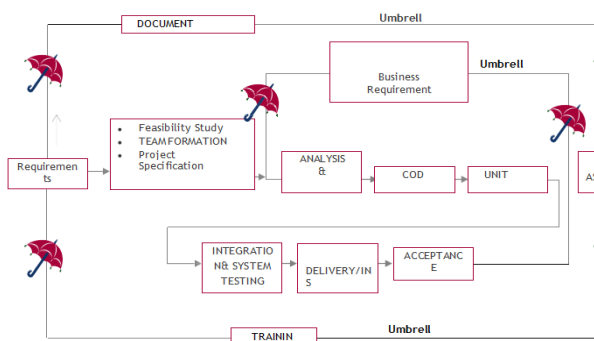 Umbrell
DOCUMENT
Umbrell
Business
Requirement
• Feasibility Study
• TEAMFORMATION
• Project
Specification
Requiremen
ts
ANALYSIS
&
COD
UNIT
AS
INTEGRATIO
N& SYSTEM
TESTING
DELIVERY/IN
S
ACCEPTANC
E
Umbrell
TRAININ